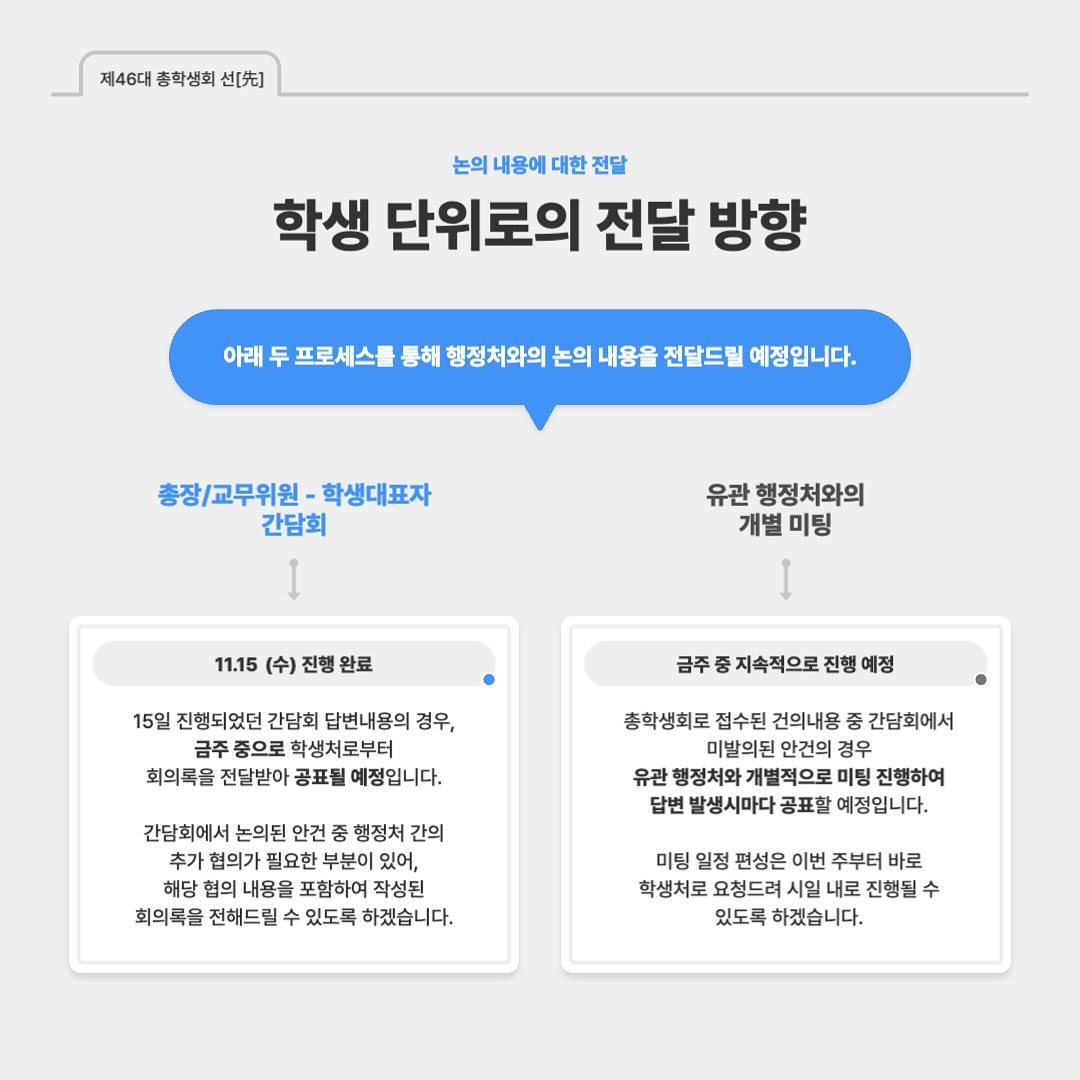 제46대 총학생회 선[先]
논의 내용에 대한 전달
학생 단위로의 전달 방향
아래 두 프로세스를 통해 행정처와의 논의 내용을 전달드릴 예정입니다.
총장/교무위원 - 학생대표자
간담회
11.15 (수) 진행 완료
15일 진행되었던 간담회 답변내용의 경우,
금주 중으로 학생처로부터
회의록을 전달받아 공표될 예정입니다.
간담회에서 논의된 안건 중 행정처 간의
추가 협의가 필요한 부분이 있어,
해당 협의 내용을 포함하여 작성된
회의록을 전해드릴 수 있도록 하겠습니다.
유관 행정처와의
개별 미팅
금주 중 지속적으로 진행 예정
총학생회로 접수된 건의내용 중 간담회에서
미발의된 안건의 경우
유관 행정처와 개별적으로 미팅 진행하여
답변 발생시마다 공표할 예정입니다.
미팅 일정 편성은 이번 주부터 바로
학생처로 요청드려 시일 내로 진행될 수
있도록 하겠습니다.